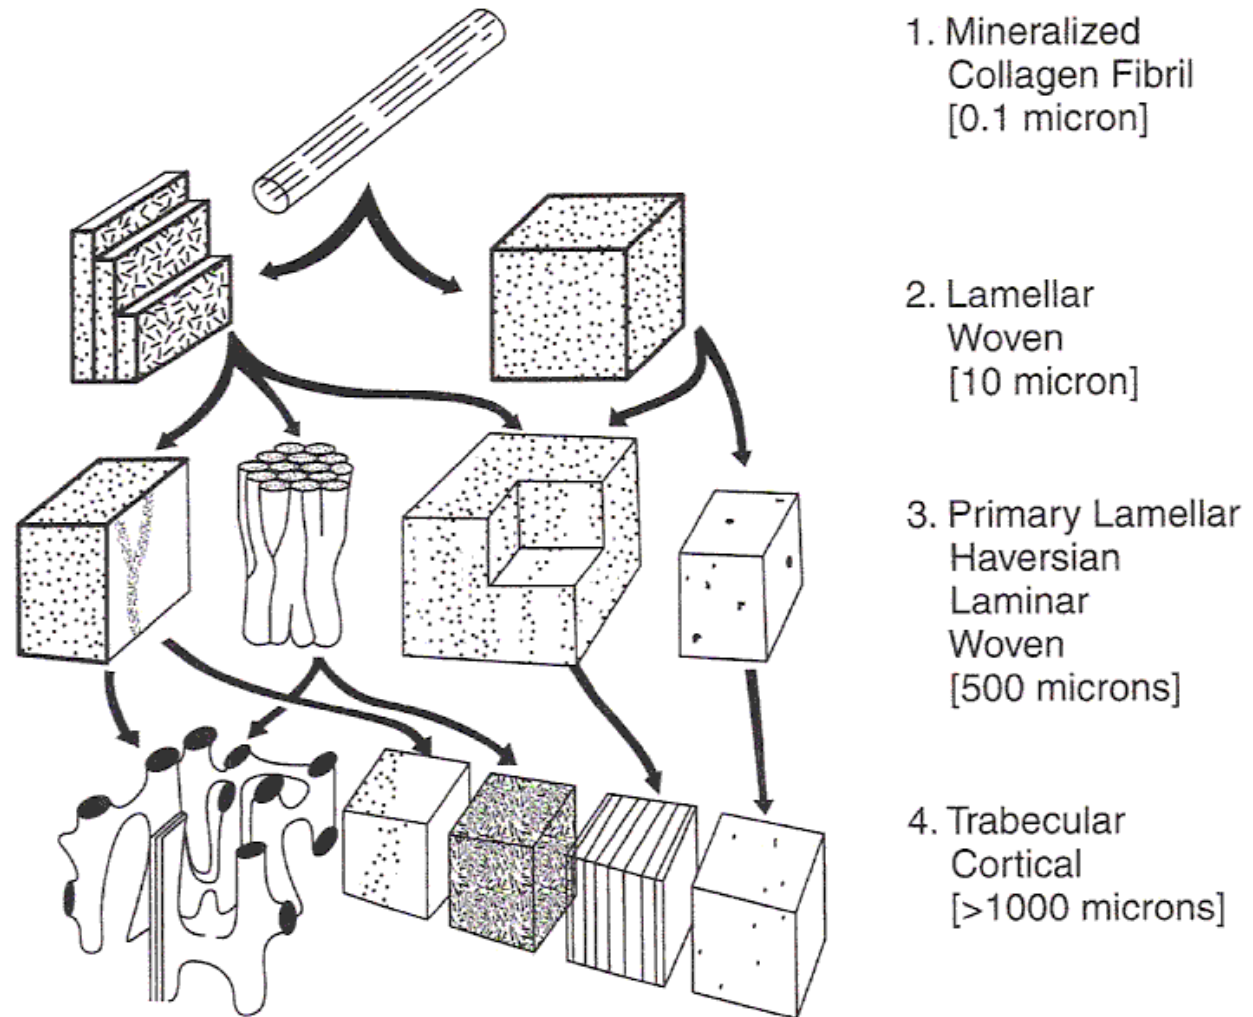 1. Mineralized
Collagen Fibril
[0.1 micron]
2. Lamellar
Woven
[10 micron]
3. Primary Lamellar
Haversian
Laminar
Woven
[500 microns]
4. Trabecular
Cortical
[>1000 microns]